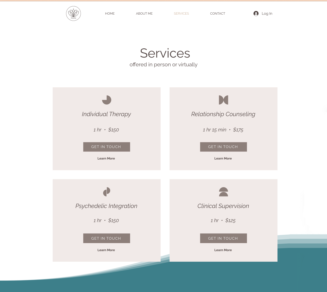 HOME
ABOUT ME
SERVICES
CONTACT
Log In
Services
offered in person or virtually
Individual Therapy
1 hr • $150
GET IN TOUCH
Learn More
Relationship Counseling
1 hr 15 min • $175
GET IN TOUCH
Learn More
Psychedelic Integration
1 hr • $150
GET IN TOUCH
Learn More
Clinical Supervision
1 hr • $125
GET IN TOUCH
Learn More